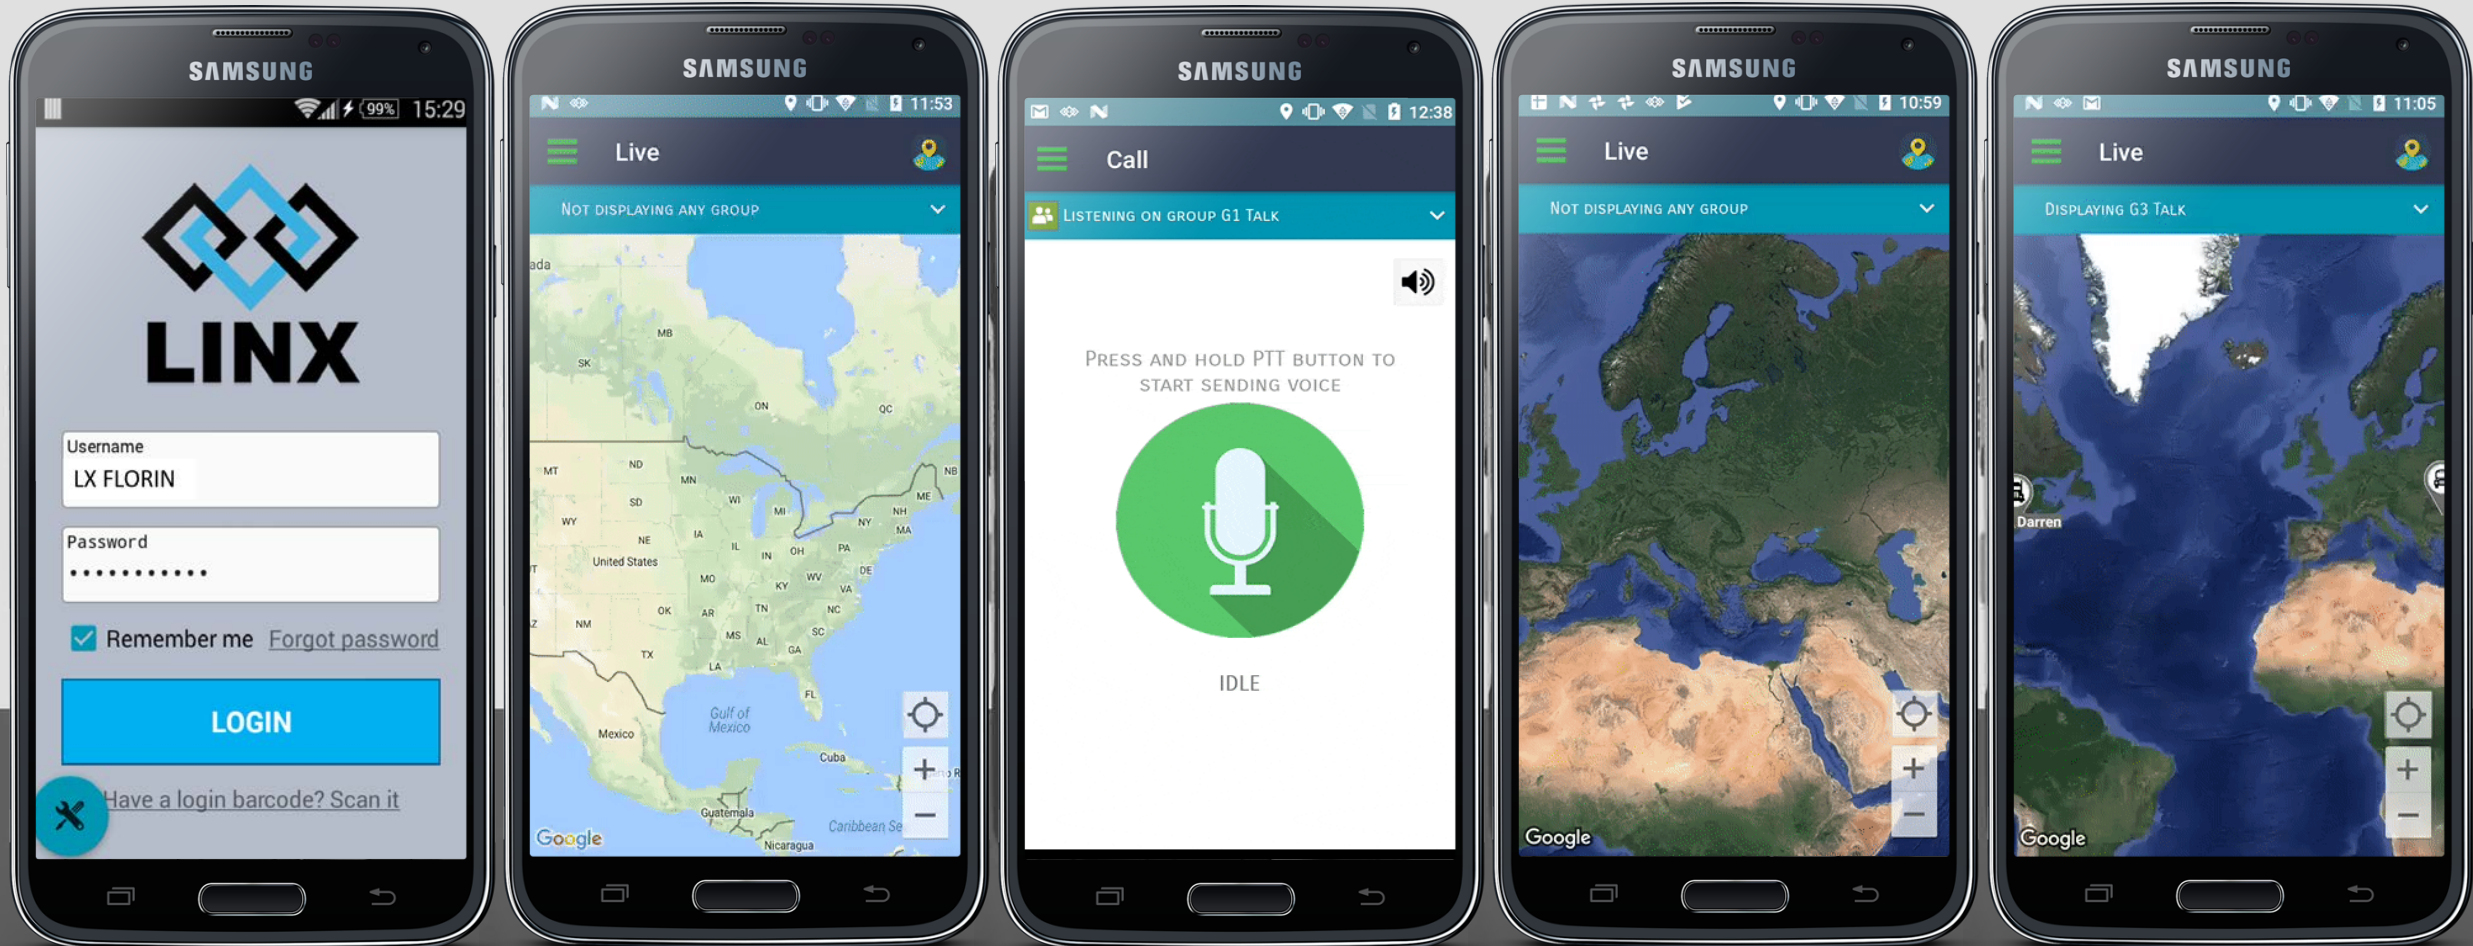 SAMSUNG
99% 15:29
LINX
Username
LX FLORIN
Password
Remember me Forgot password
LOGIN
Have a login barcode? Scan it
SAMSUNG
11:53
Live
Not displaying any group
ada
MB
SK
ON
QC
MT
ND
NB
MN
ME
SD
WI
MI
NH
WY
NY
MA
NE
IA
IL
IN
OH
PA
United States
DE
MO
WV
KY
VA
OK
AR
TN
NC
NM
MS
AL
SC
GA
TX
LA
FL
Gulf of
Mexico
Mexico
Cuba
Guatemala
Caribbean Se
Nicaragua
Google
SAMSUNG
12:38
Call
Listening on group G1 Talk
Press and hold PTT button to
start sending voice
IDLE
SAMSUNG
10:59
Live
Not displaying any group
Google
SAMSUNG
11:05
Live
Displaying G3 Talk
Darren
Google